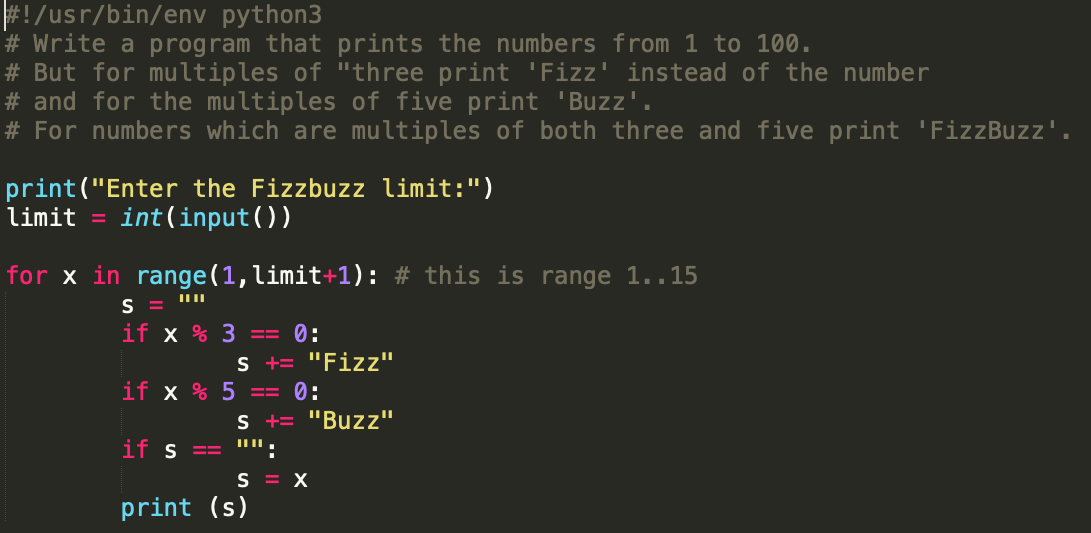 #!/usr/bin/env python3
# Write a program that prints the numbers from 1 to 100.
# But for multiples of "three print 'Fizz' instead of the number
# and for the multiples of five print 'Buzz'.
# For numbers which are multiples of both three and five print 'FizzBuzz'.
print("Enter the Fizzbuzz limit:")
limit = int(input())
for x in range(1,limit+1): # this is range 1..15
        s = ""
        if x % 3 == 0:
                s += "Fizz"
        if x % 5 == 0:
                s += "Buzz"
        if s == "":
                s = x
        print (s)